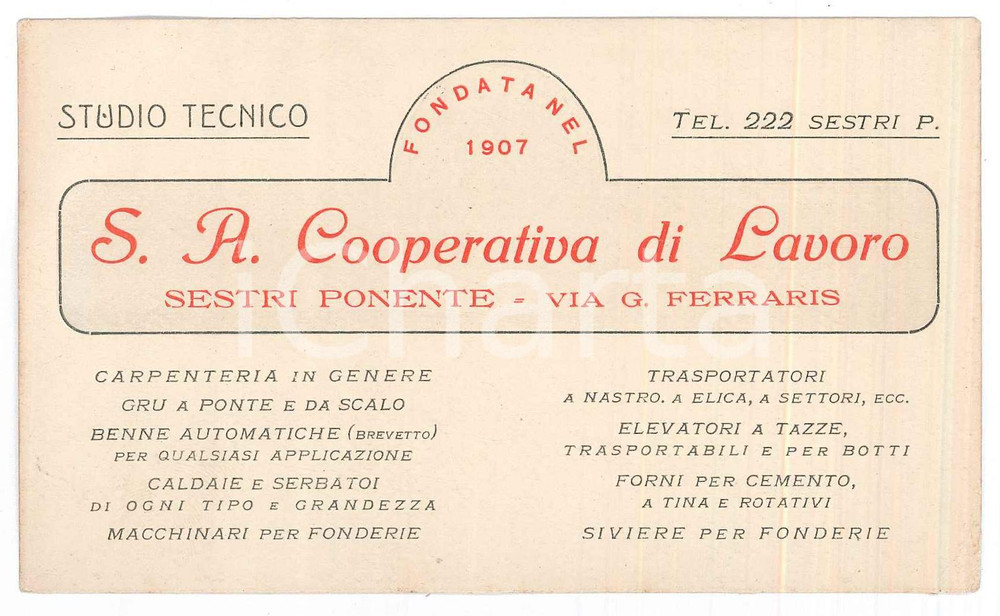 STUDIO TECNICO
FONDATA NEL
1907
TEL. 222 SESTRI P.
S. A. Cooperativa di Lavoro
SESTRI PONENTE - VIA G. FERRARIS
iCharta
CARPENTERIA IN GENERE
GRU A PONTE E DA SCALO
BENNE AUTOMATICHE (BREVETTO)
PER QUALSIASI APPLICAZIONE
CALDAIE E SERBATOI
DI OGNI TIPO E GRANDEZZA
MACCHINARI PER FONDERIE
TRASPORTATORI
A NASTRO. A ELICA, A SETTORI, ECC.
ELEVATORI A TAZZE,
TRASPORTABILI E PER BOTTI
FORNI PER CEMENTO,
A TINA E ROTATIVI
SIVIERE PER FONDERIE